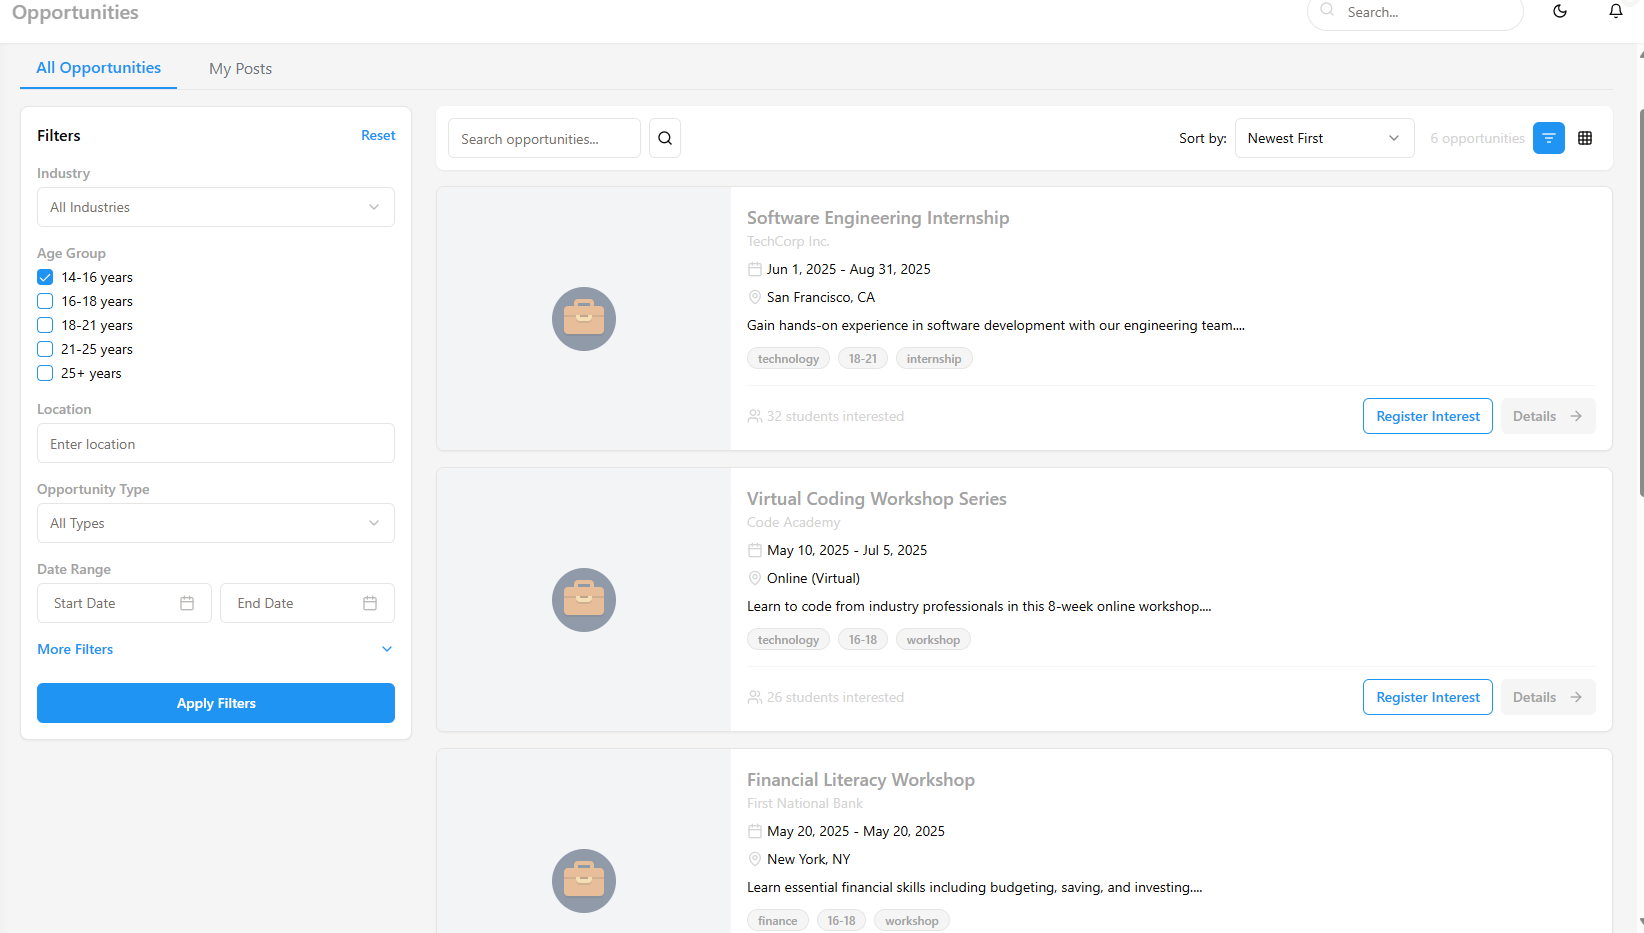 Opportunities
Search...
All Opportunities
My Posts
Filters
Reset
Industry
All Industries
Age Group
14-16 years
16-18 years
18-21 years
21-25 years
25+ years
Location
Enter location
Opportunity Type
All Types
Date Range
Start Date
End Date
More Filters
Apply Filters
Search opportunities...
Sort by:
Newest First
6 opportunities
Software Engineering Internship
TechCorp Inc.
Jun 1, 2025 - Aug 31, 2025
San Francisco, CA
Gain hands-on experience in software development with our engineering team....
technology
18-21
internship
32 students interested
Register Interest
Details
Virtual Coding Workshop Series
Code Academy
May 10, 2025 - Jul 5, 2025
Online (Virtual)
Learn to code from industry professionals in this 8-week online workshop....
technology
16-18
workshop
26 students interested
Register Interest
Details
Financial Literacy Workshop
First National Bank
May 20, 2025 - May 20, 2025
New York, NY
Learn essential financial skills including budgeting, saving, and investing....
finance
16-18
workshop